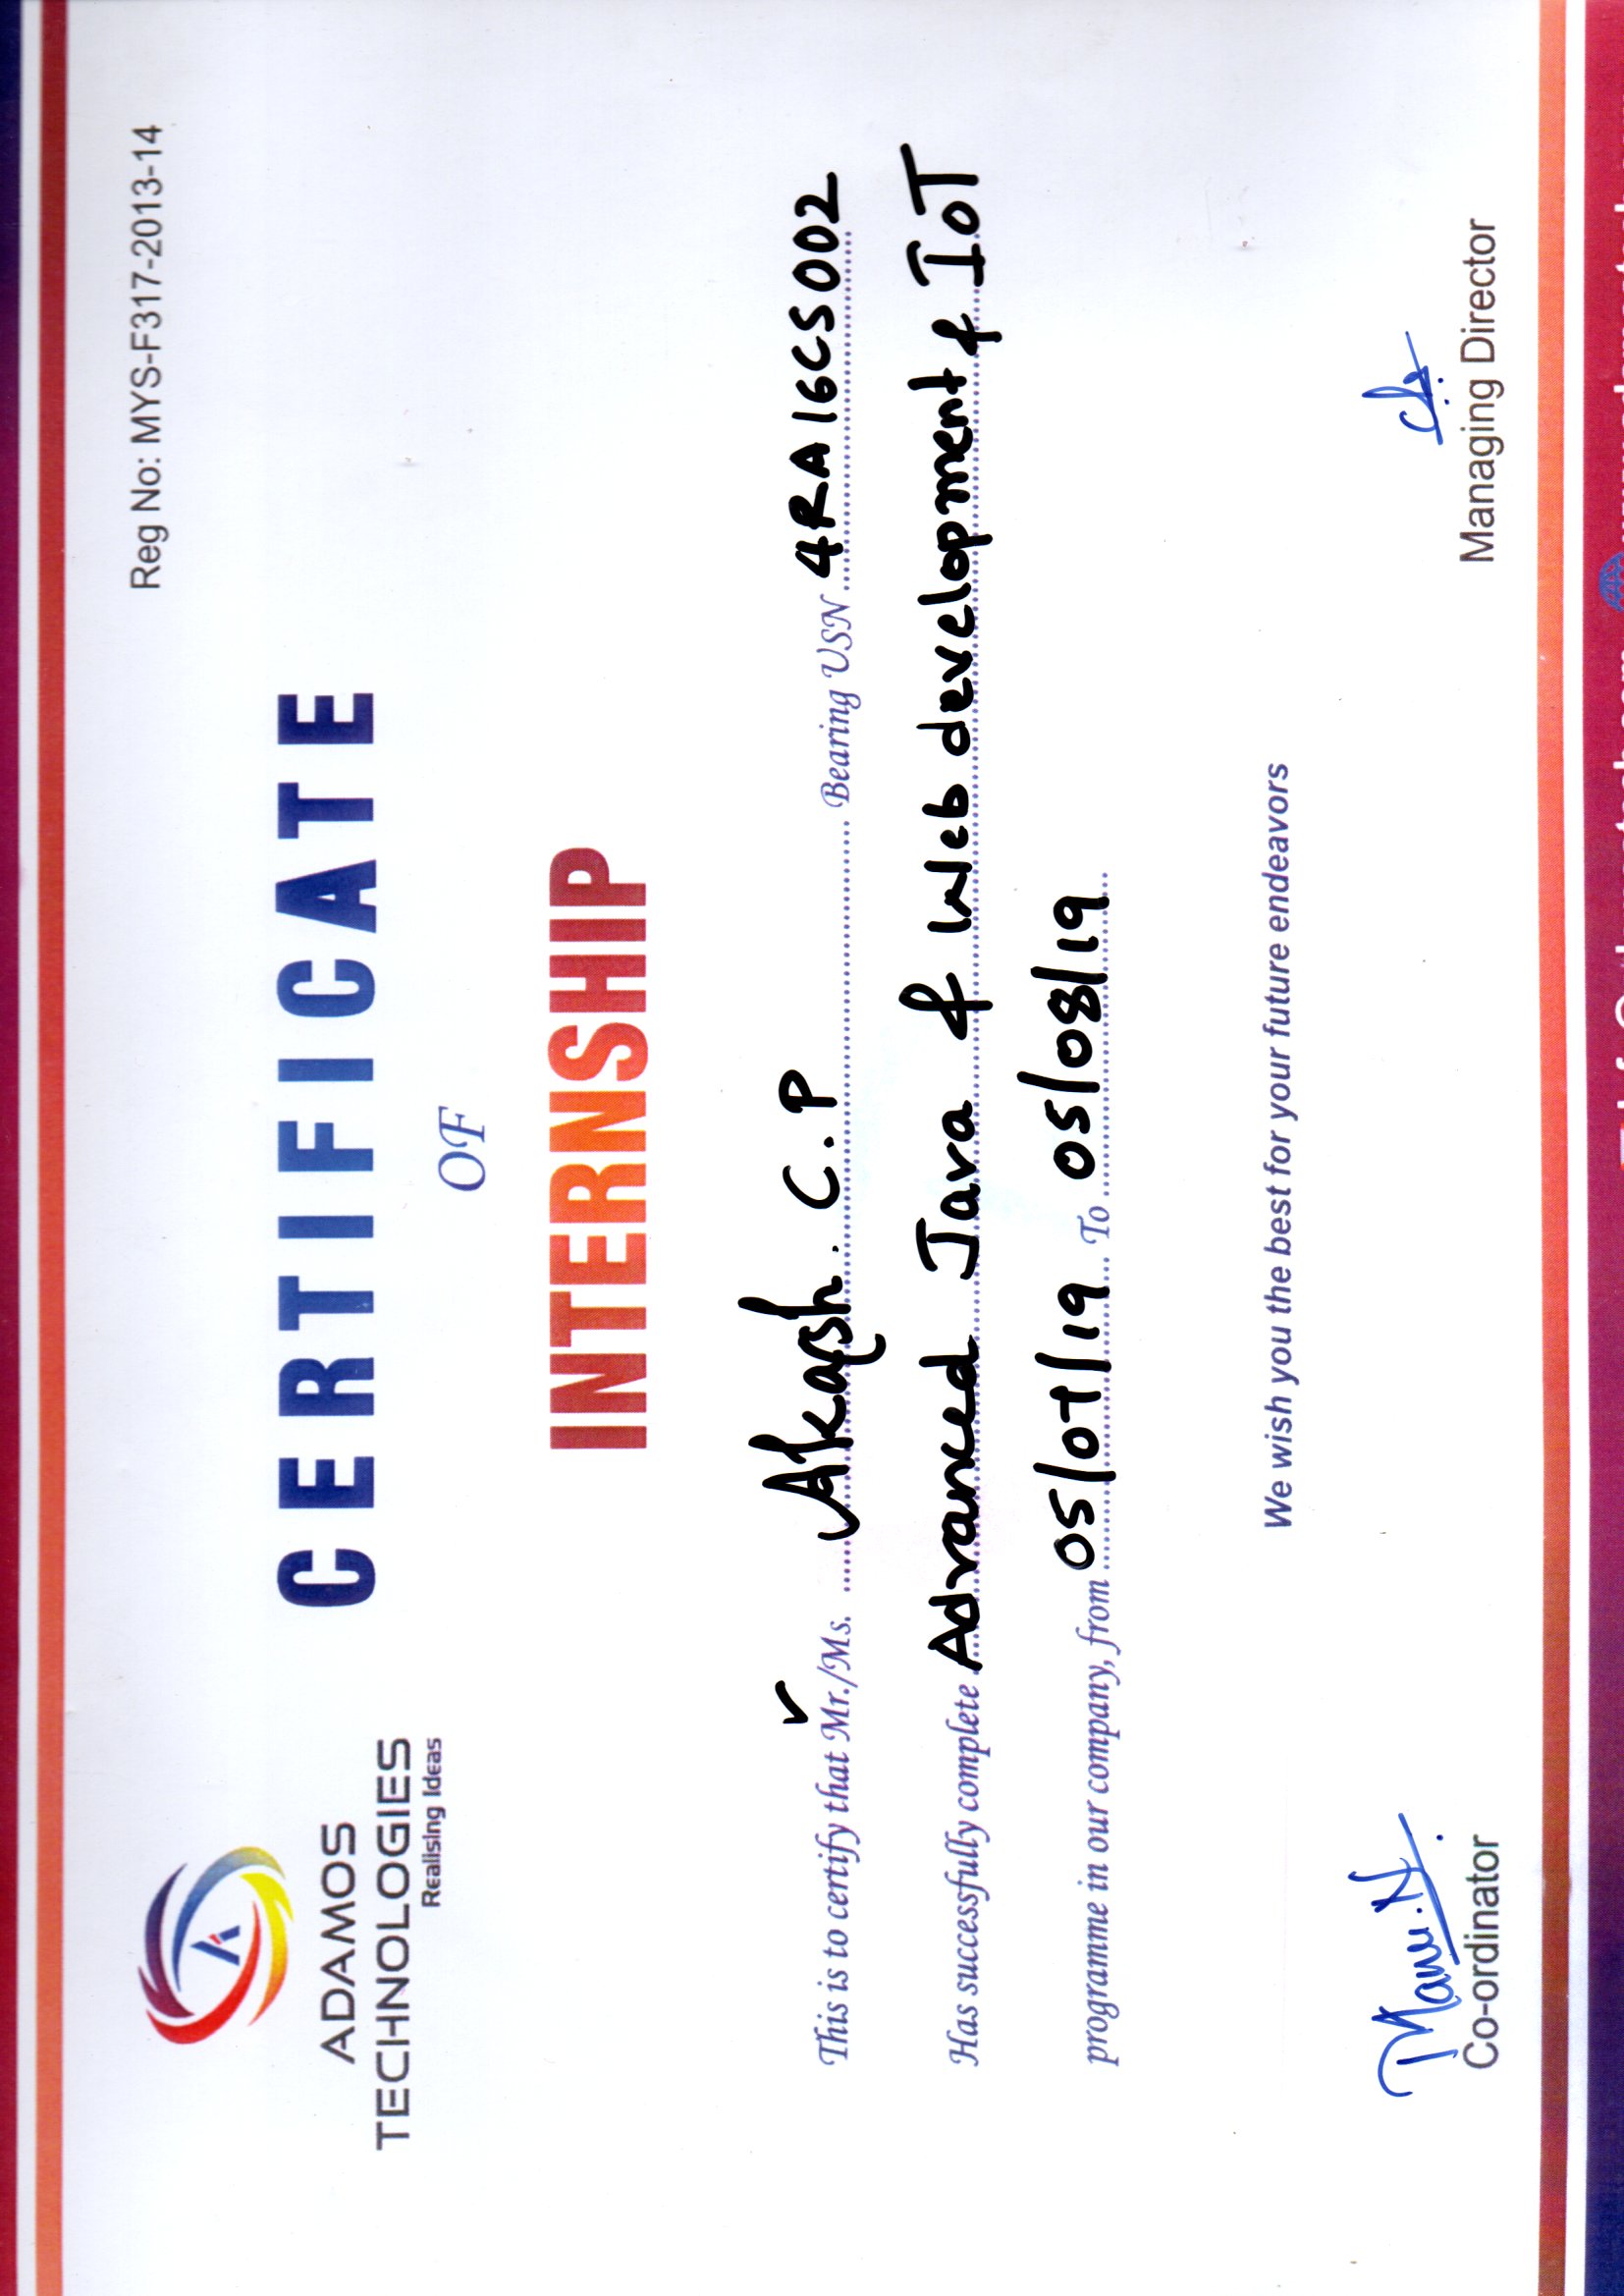 Reg No: MYS-F317-2013-14
ADAMOS
TECHNOLOGIES
Realising Ideas
CERTIFICATE
OF
INTERNSHIP
This is to certify that Mr./Ms. Akarsh. C.P Bearing USN 4RA16CS002
Has successfully complete Advanced Java & Web development & IoT
programme in our company, from 05/07/19 To 05/08/19
We wish you the best for your future endeavors
Manu.N
Co-ordinator
Managing Director